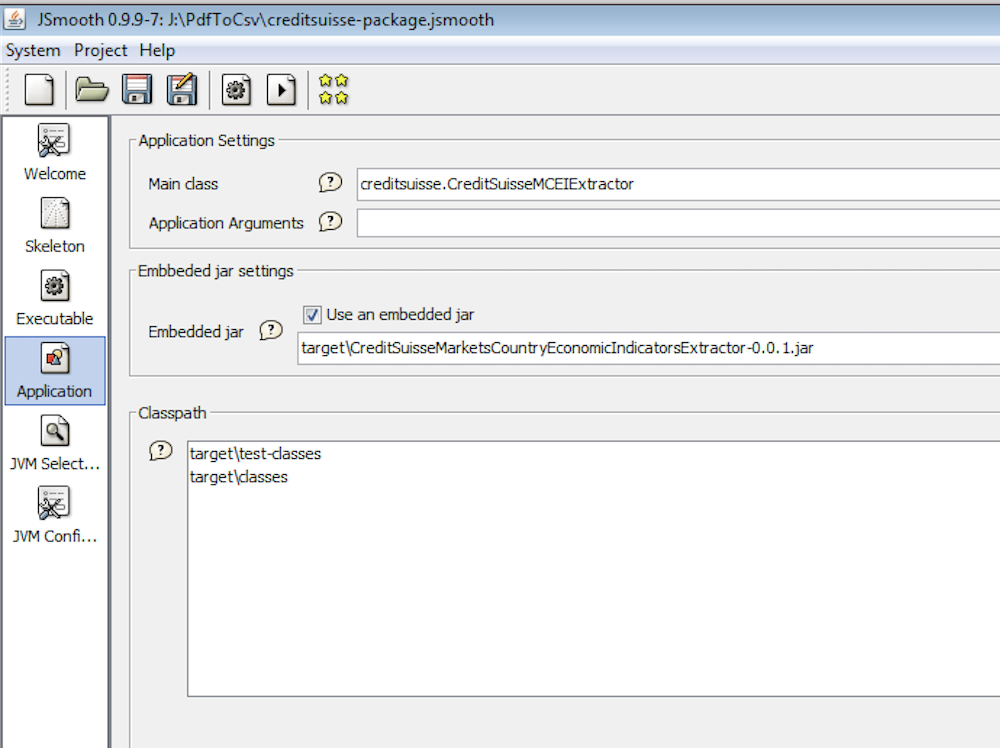 JSmooth 0.9.9-7: J:\PdfToCsv\creditsuisse-package.jsmooth
System Project Help
Welcome
Skeleton
Executable
Application
JVM Select...
JVM Confi...
Application Settings
Main class
creditsuisse.CreditSuisseMCEIExtractor
Application Arguments
Embbeded jar settings
Use an embedded jar
Embedded jar
target\CreditSuisseMarketsCountryEconomicIndicatorsExtractor-0.0.1.jar
Classpath
target\test-classes
target\classes